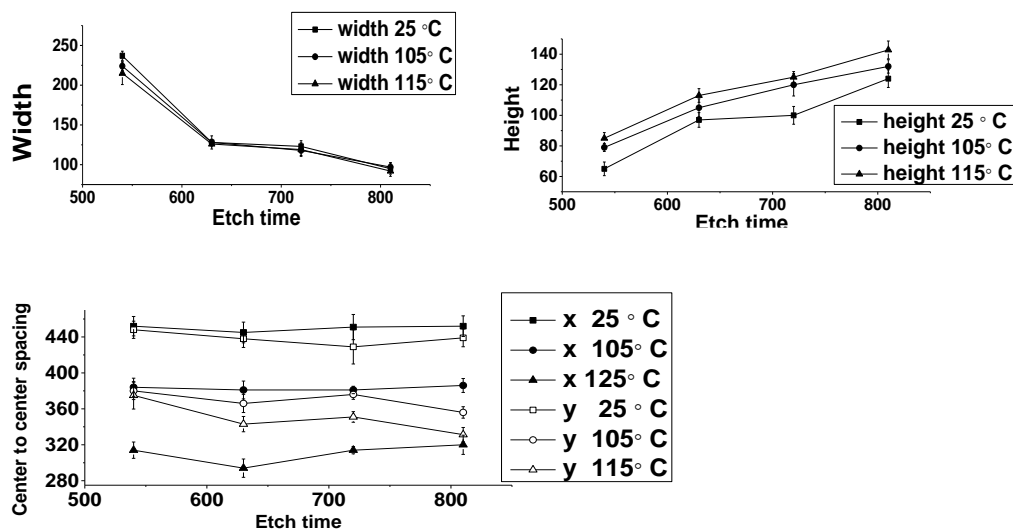 width 25 °C
width 105° C
width 115° C
250
200
150
100
Width
500 600 700 800
Etch time
140
120
100
80
60
Height
500 600 700 800
Etch time
height 25 ° C
height 105° C
height 115° C
440
400
360
320
280
Center to center spacing
500 600 700 800
Etch time
x 25 ° C
x 105° C
x 125° C
y 25 ° C
y 105° C
y 115° C